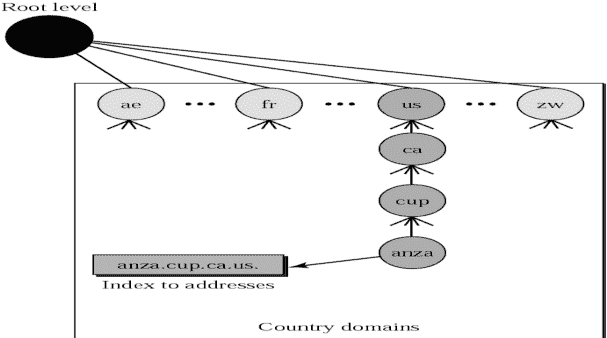 Root level
ae ••• fr ••• us ••• zw
ca
cup
anza
anza.cup.ca.us.
Index to addresses
Country domains